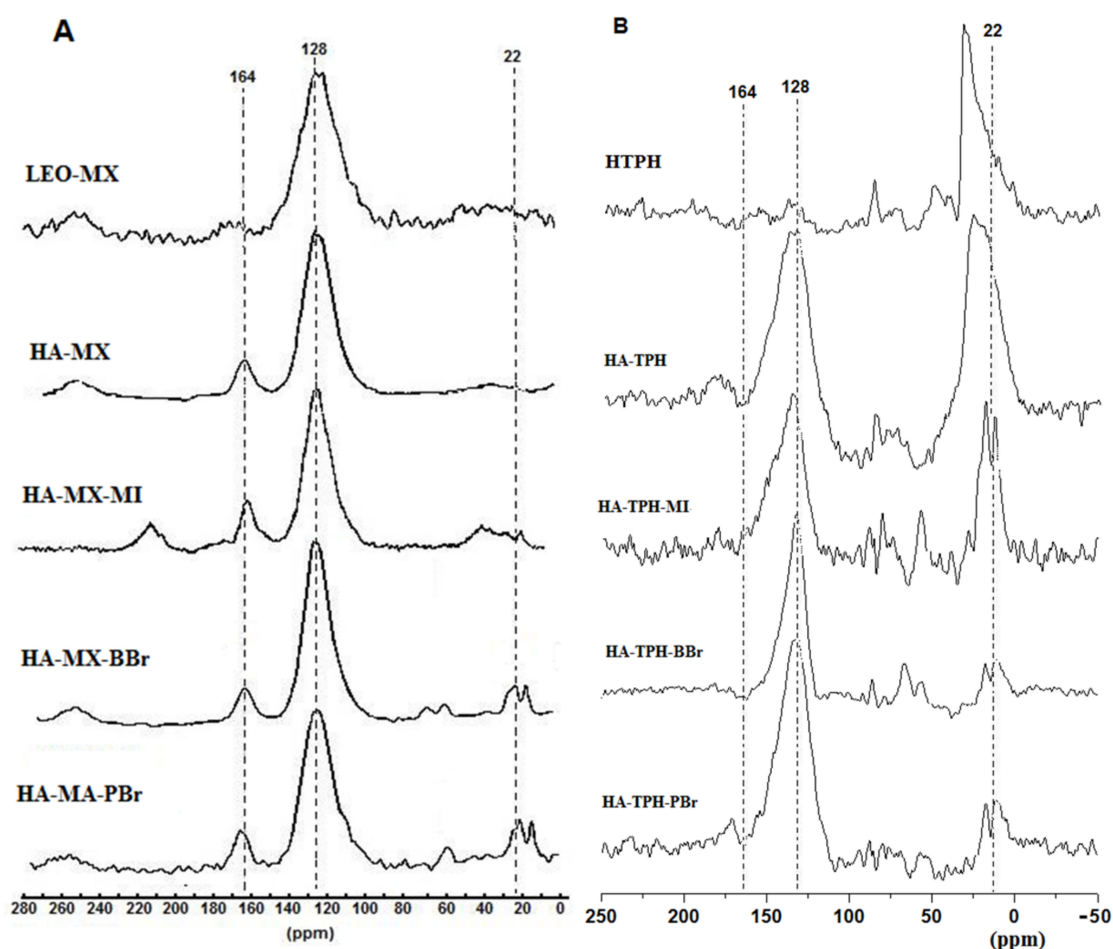 A
164
128
22
LEO-MX
HA-MX
HA-MX-MI
HA-MX-BBr
HA-MA-PBr
280 260 240 220 200 180 160 140 120 100 80 60 40 20 0
(ppm)
B
164
128
22
HTPH
HA-TPH
HA-TPH-MI
HA-TPH-BBr
HA-TPH-PBr
250 200 150 100 50 0 -50
(ppm)